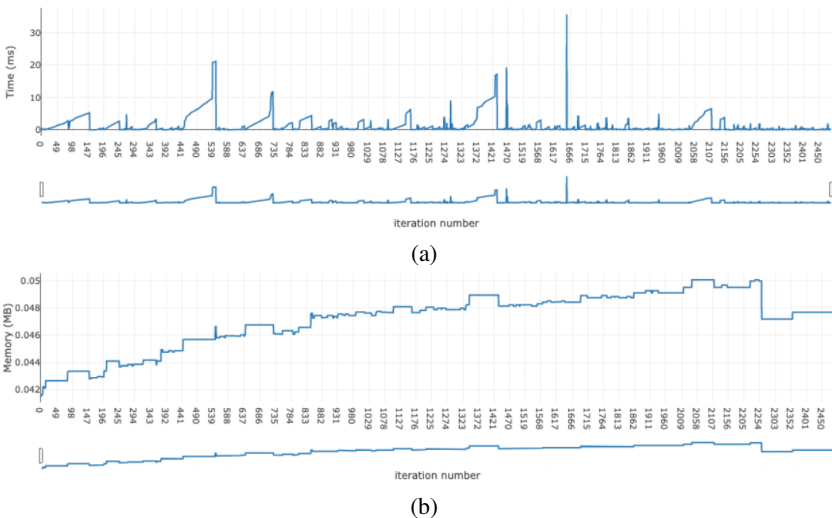 30
20
10
0
Time (ms)
0 49 98 147 196 245 294 343 392 441 490 539 588 637 686 735 784 833 882 931 980 1029 1078 1127 1176 1225 1274 1323 1372 1421 1470 1519 1568 1617 1666 1715 1764 1813 1862 1911 1960 2009 2058 2107 2156 2205 2254 2303 2352 2401 2450
iteration number
(a)
0.05
0.048
0.046
0.044
0.042
Memory (MB)
0 49 98 147 196 245 294 343 392 441 490 539 588 637 686 735 784 833 882 931 980 1029 1078 1127 1176 1225 1274 1323 1372 1421 1470 1519 1568 1617 1666 1715 1764 1813 1862 1911 1960 2009 2058 2107 2156 2205 2254 2303 2352 2401 2450
iteration number
(b)